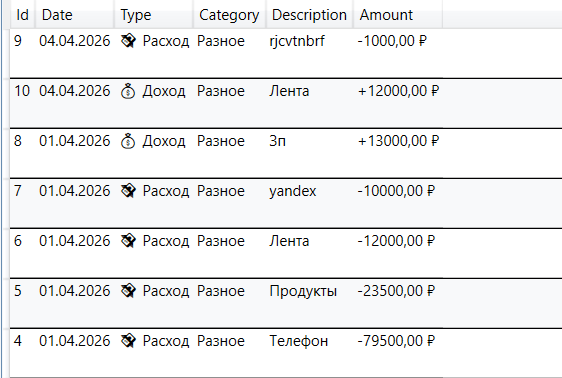 Id Date Type Category Description Amount
9 04.04.2026 Расход Разное rjcvtnbrf -1000,00 ₽
10 04.04.2026 Доход Разное Лента +12000,00 ₽
8 01.04.2026 Доход Разное Зп +13000,00 ₽
7 01.04.2026 Расход Разное yandex -10000,00 ₽
6 01.04.2026 Расход Разное Лента -12000,00 ₽
5 01.04.2026 Расход Разное Продукты -23500,00 ₽
4 01.04.2026 Расход Разное Телефон -79500,00 ₽